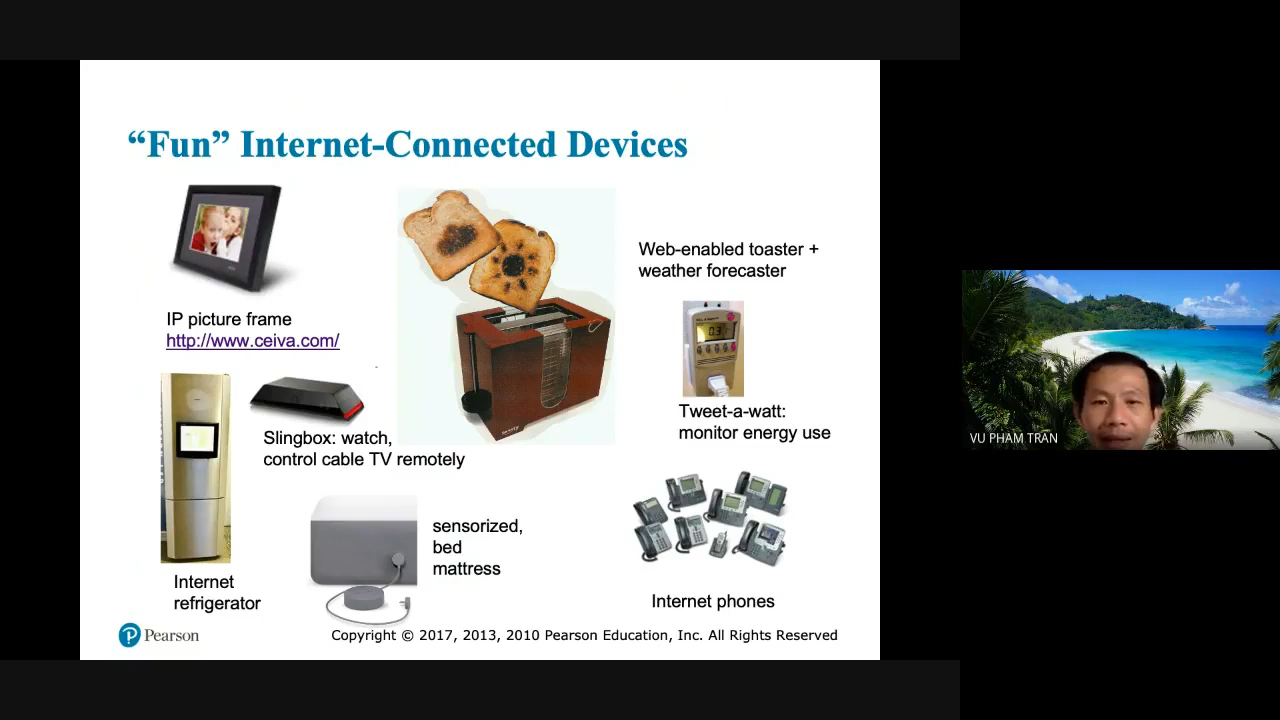 “Fun” Internet-Connected Devices
Web-enabled toaster +
weather forecaster
IP picture frame
http://www.ceiva.com/
Tweet-a-watt:
monitor energy use
Slingbox: watch,
control cable TV remotely
sensorized,
bed
mattress
Internet
refrigerator
Internet phones
Pearson
Copyright © 2017, 2013, 2010 Pearson Education, Inc. All Rights Reserved
VU PHAM TRAN